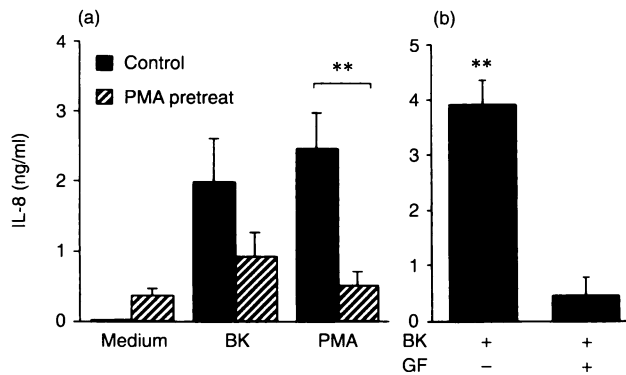 (a)
(b)
IL-8 (ng/ml)
4
3
2
1
0
Control
PMA pretreat
**
Medium BK PMA
5
4
3
2
1
0
**
BK + +
GF − +